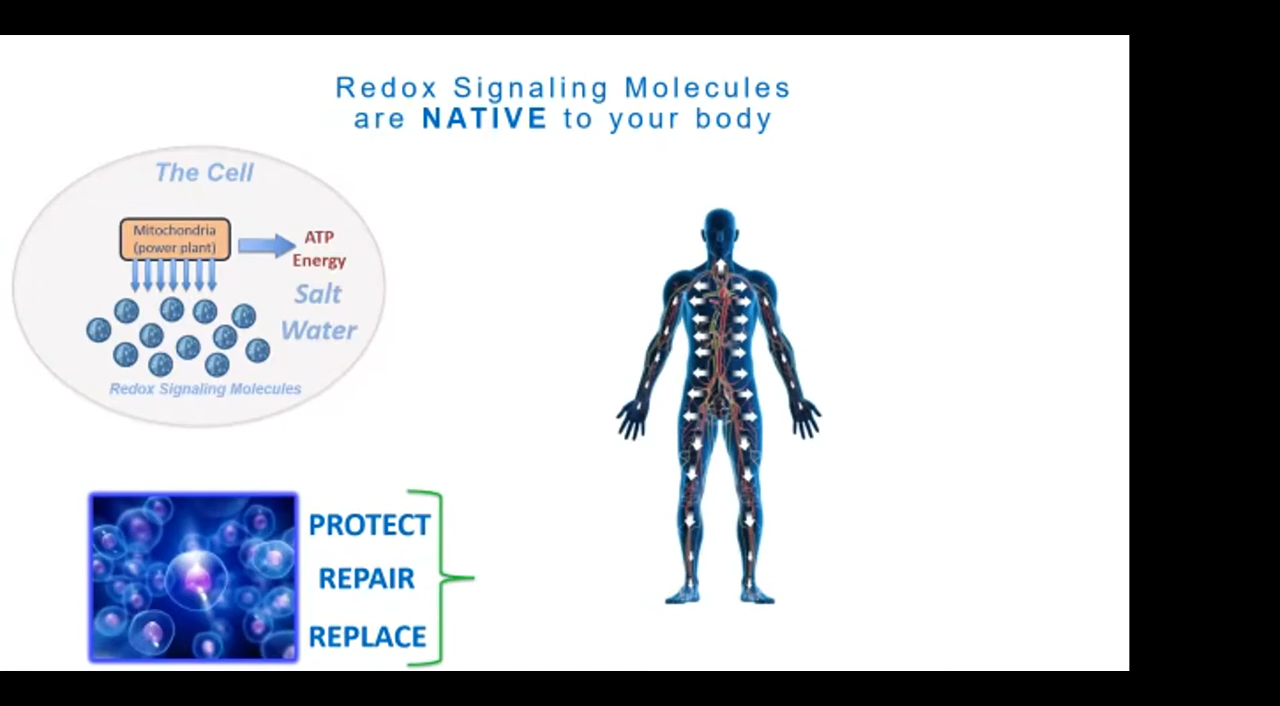 Redox Signaling Molecules
are NATIVE to your body
The Cell
Mitochondria
(power plant)
ATP
Energy
Salt
Water
Redox Signaling Molecules
PROTECT
REPAIR
REPLACE